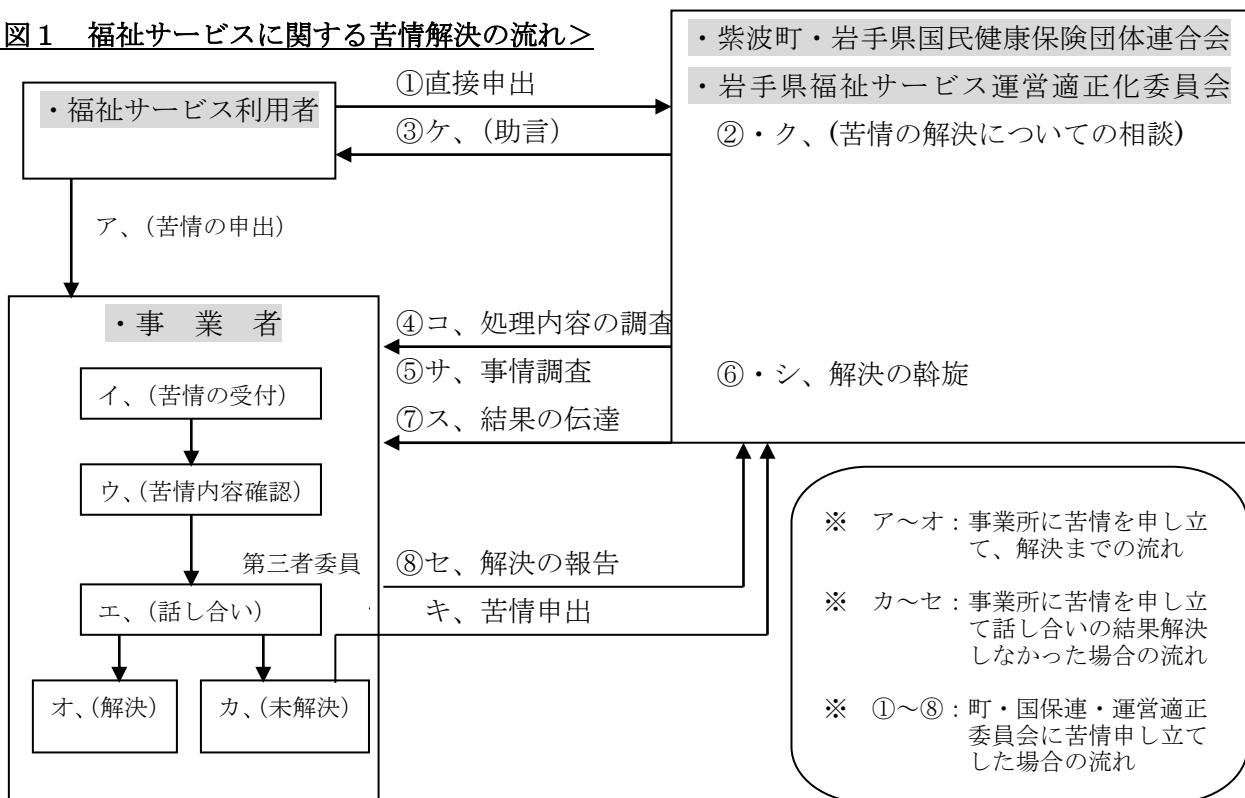 図1 福祉サービスに関する苦情解決の流れ>
・紫波町・岩手県国民健康保険団体連合会
・岩手県福祉サービス運営適正化委員会
②・ク、(苦情の解決についての相談)
⑥・シ、解決の斡旋
・福祉サービス利用者
①直接申出
③ケ、(助言)
ア、(苦情の申出)
・事 業 者
イ、(苦情の受付)
ウ、(苦情内容確認)
第三者委員
エ、(話し合い)
オ、(解決)
カ、(未解決)
④コ、処理内容の調査
⑤サ、事情調査
⑦ス、結果の伝達
⑧セ、解決の報告
キ、苦情申出
※ ア～オ：事業所に苦情を申し立
て、解決までの流れ
※ カ～セ：事業所に苦情を申し立
て話し合いの結果解決
しなかった場合の流れ
※ ①～⑧：町・国保連・運営適正
委員会に苦情申し立て
した場合の流れ